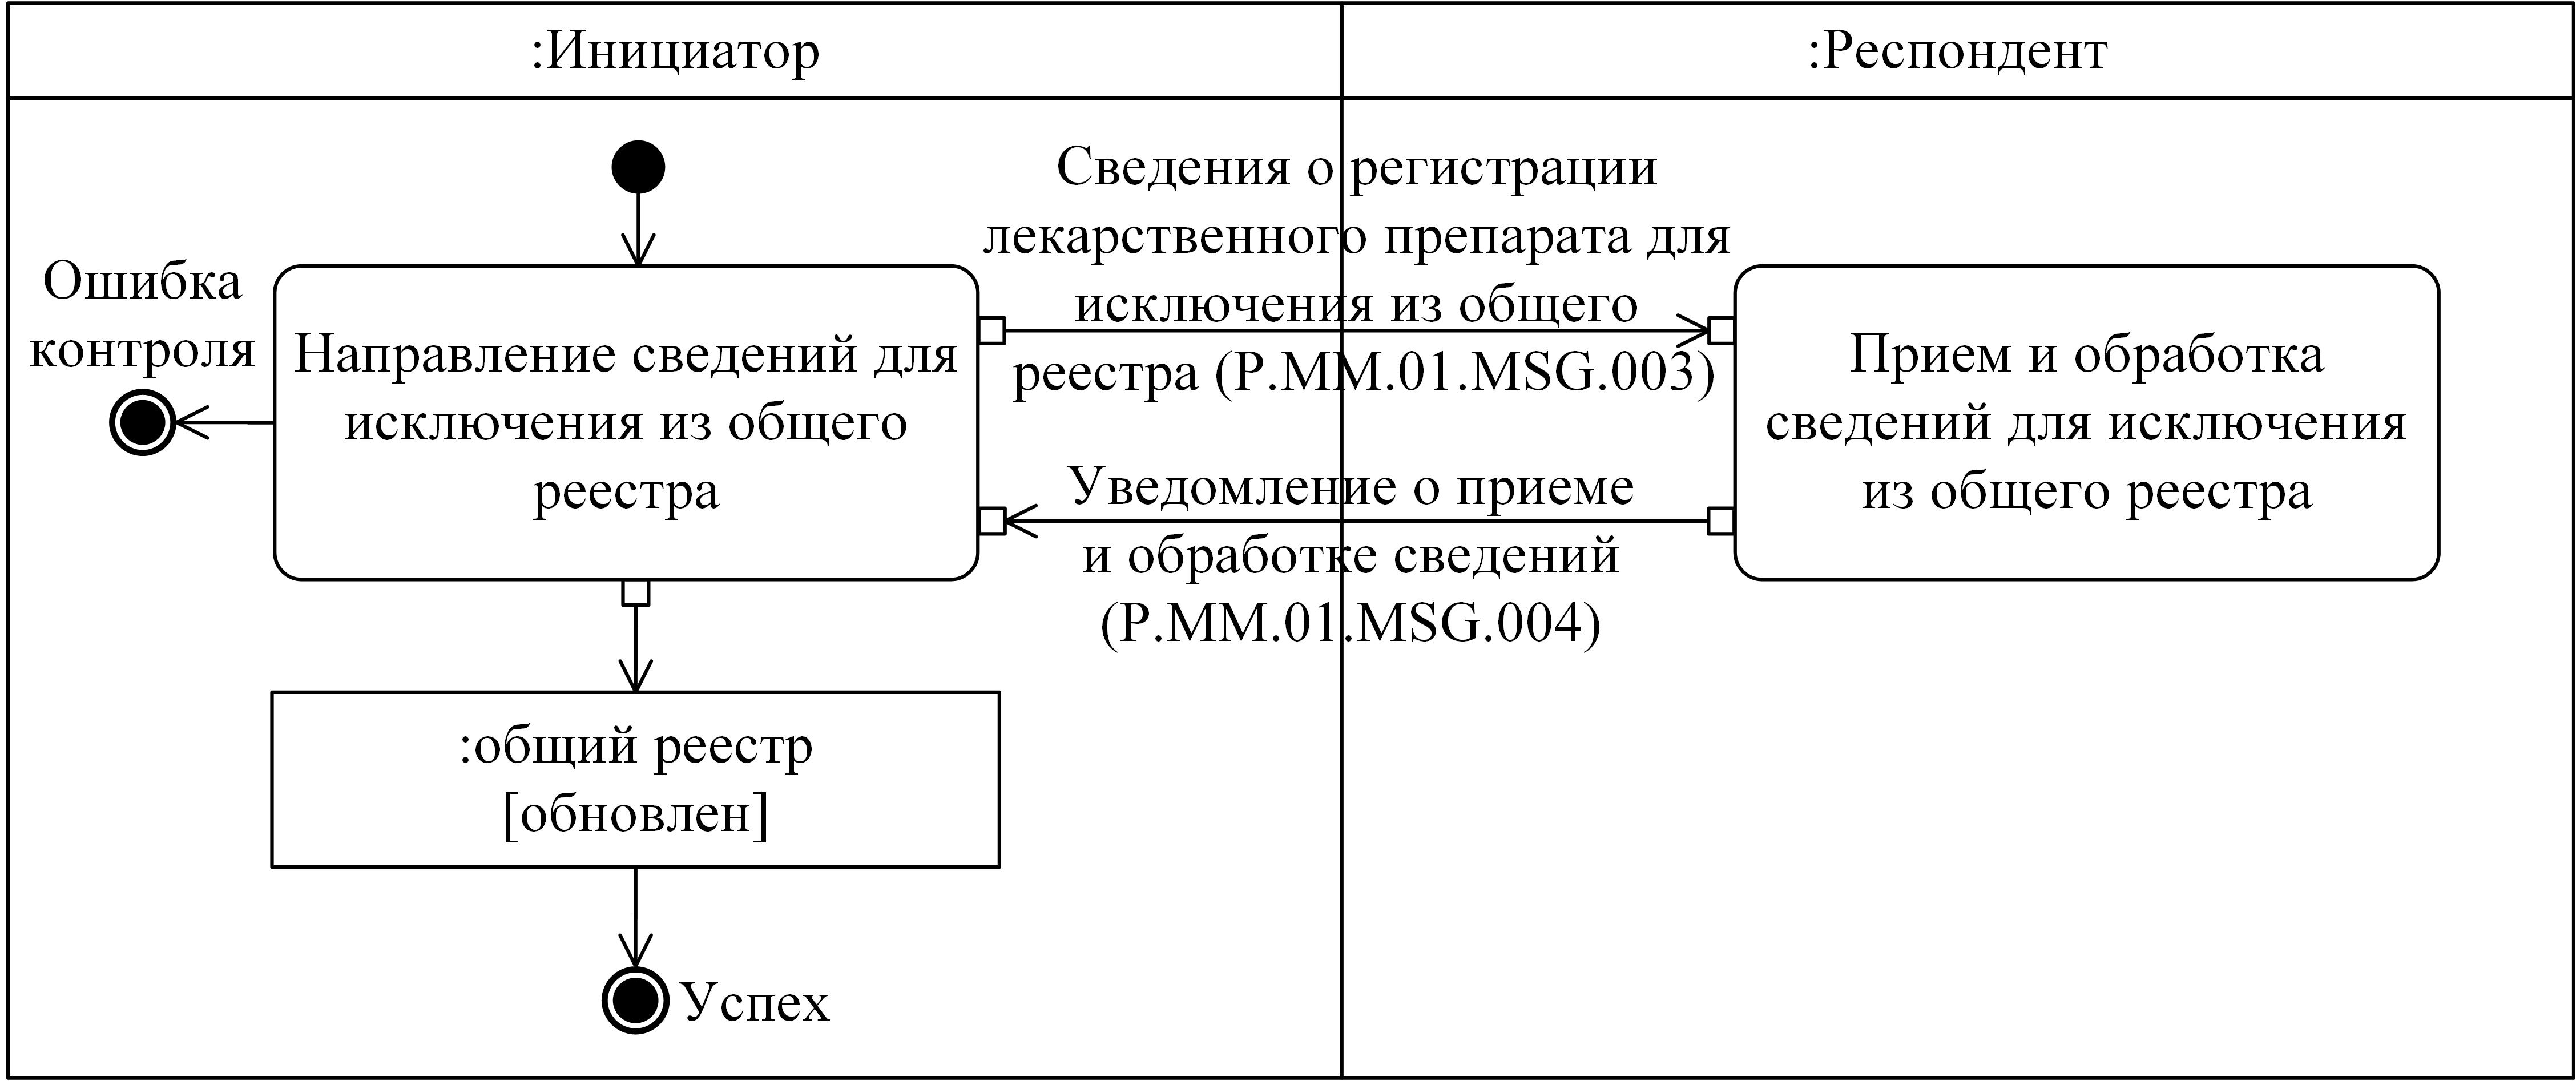 :Инициатор
:Респондент
Сведения о регистрации
лекарственного препарата для
исключения из общего
реестра (P.MM.01.MSG.003)
Ошибка
контроля
Направление сведений для
исключения из общего
реестра
Прием и обработка
сведений для исключения
из общего реестра
Уведомление о приеме
и обработке сведений
(P.MM.01.MSG.004)
:общий реестр
[обновлен]
Успех